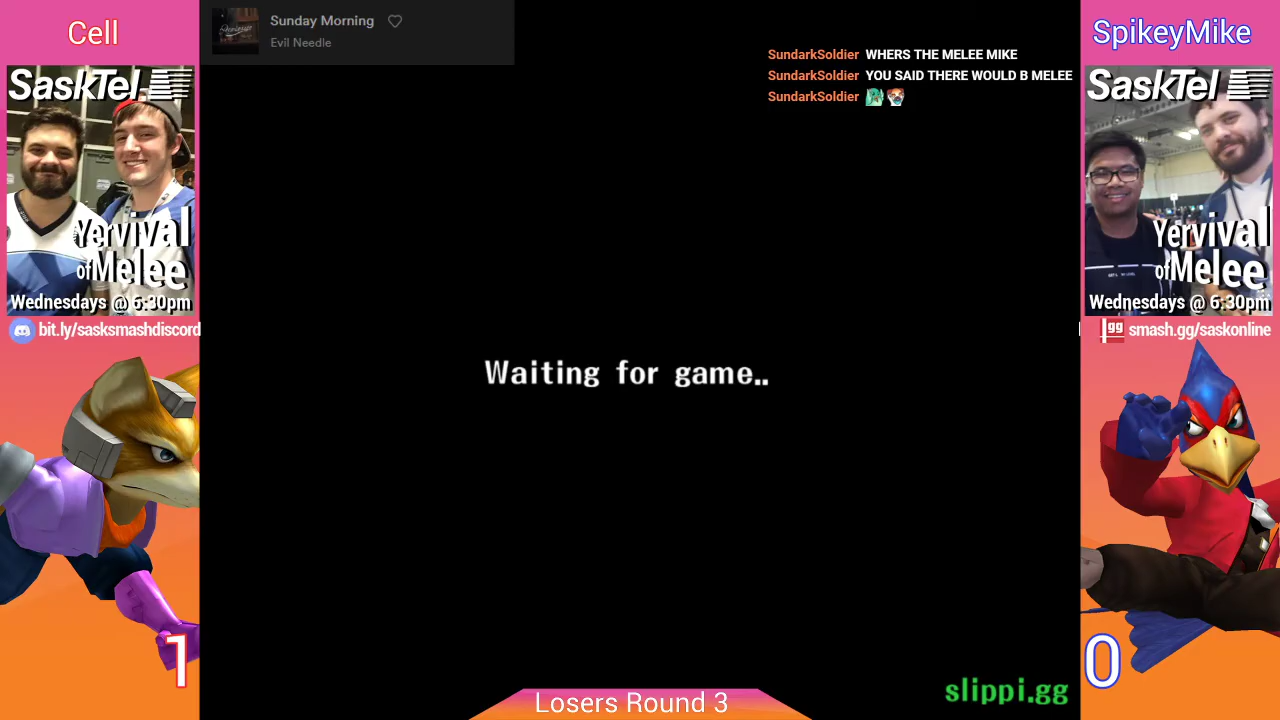 Cell
Sunday Morning
Evil Needle
SundarkSoldier WHERS THE MELEE MIKE
SundarkSoldier YOU SAID THERE WOULD B MELEE
SundarkSoldier
SpikeyMike
SaskTel
Yervival
of Melee
Wednesdays @ 6:30pm
bit.ly/sasksmashdiscord
SaskTel
Yervival
of Melee
Wednesdays @ 6:30pm
gg smash.gg/saskonline
Waiting for game..
1
0
slippi.gg
Losers Round 3